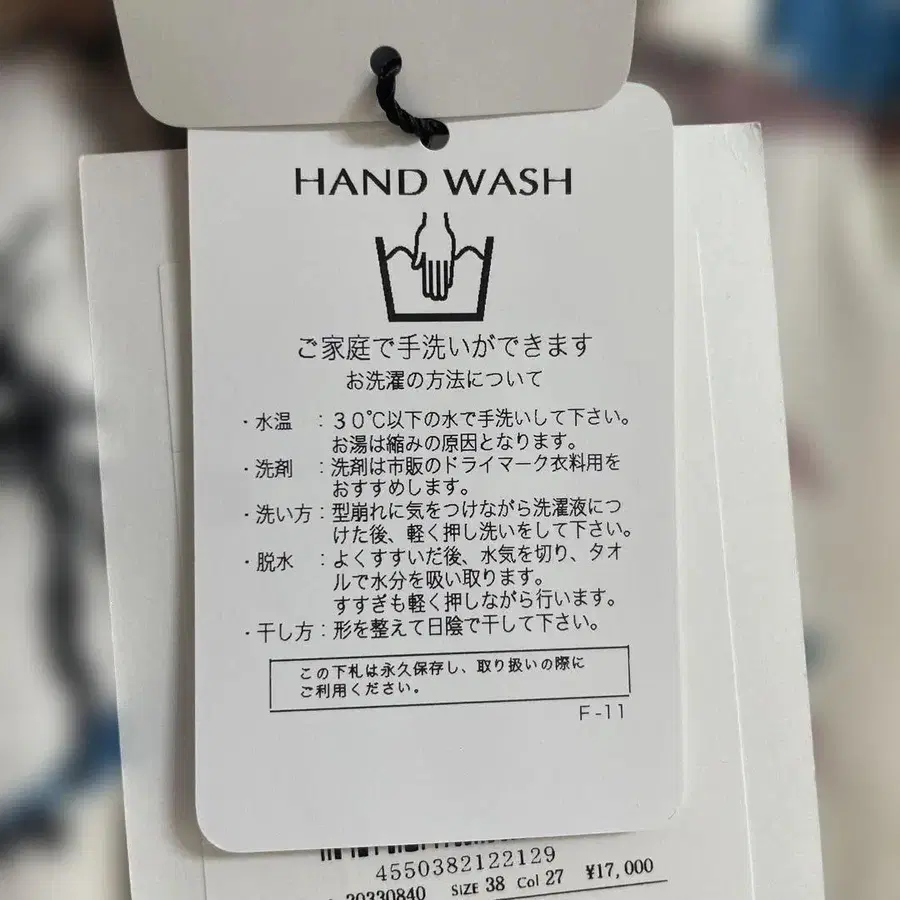 HAND WASH
ご家庭で手洗いができます
お洗濯の方法について
・水温 ：３０℃以下の水で手洗いして下さい。
お湯は縮みの原因となります。
・洗剤 ：洗剤は市販のドライマーク衣料用を
おすすめします。
・洗い方：型崩れに気をつけながら洗濯液につ
けた後、軽く押し洗いをして下さい。
・脱水 ：よくすすいだ後、水気を切り、タオ
ルで水分を吸い取ります。
すすぎも軽く押しながら行います。
・干し方：形を整えて日陰で干して下さい。
この下札は永久保存し、取り扱いの際に
ご利用ください。
F-11
4550382122129
20330840 SIZE 38 Col 27 ¥17,000